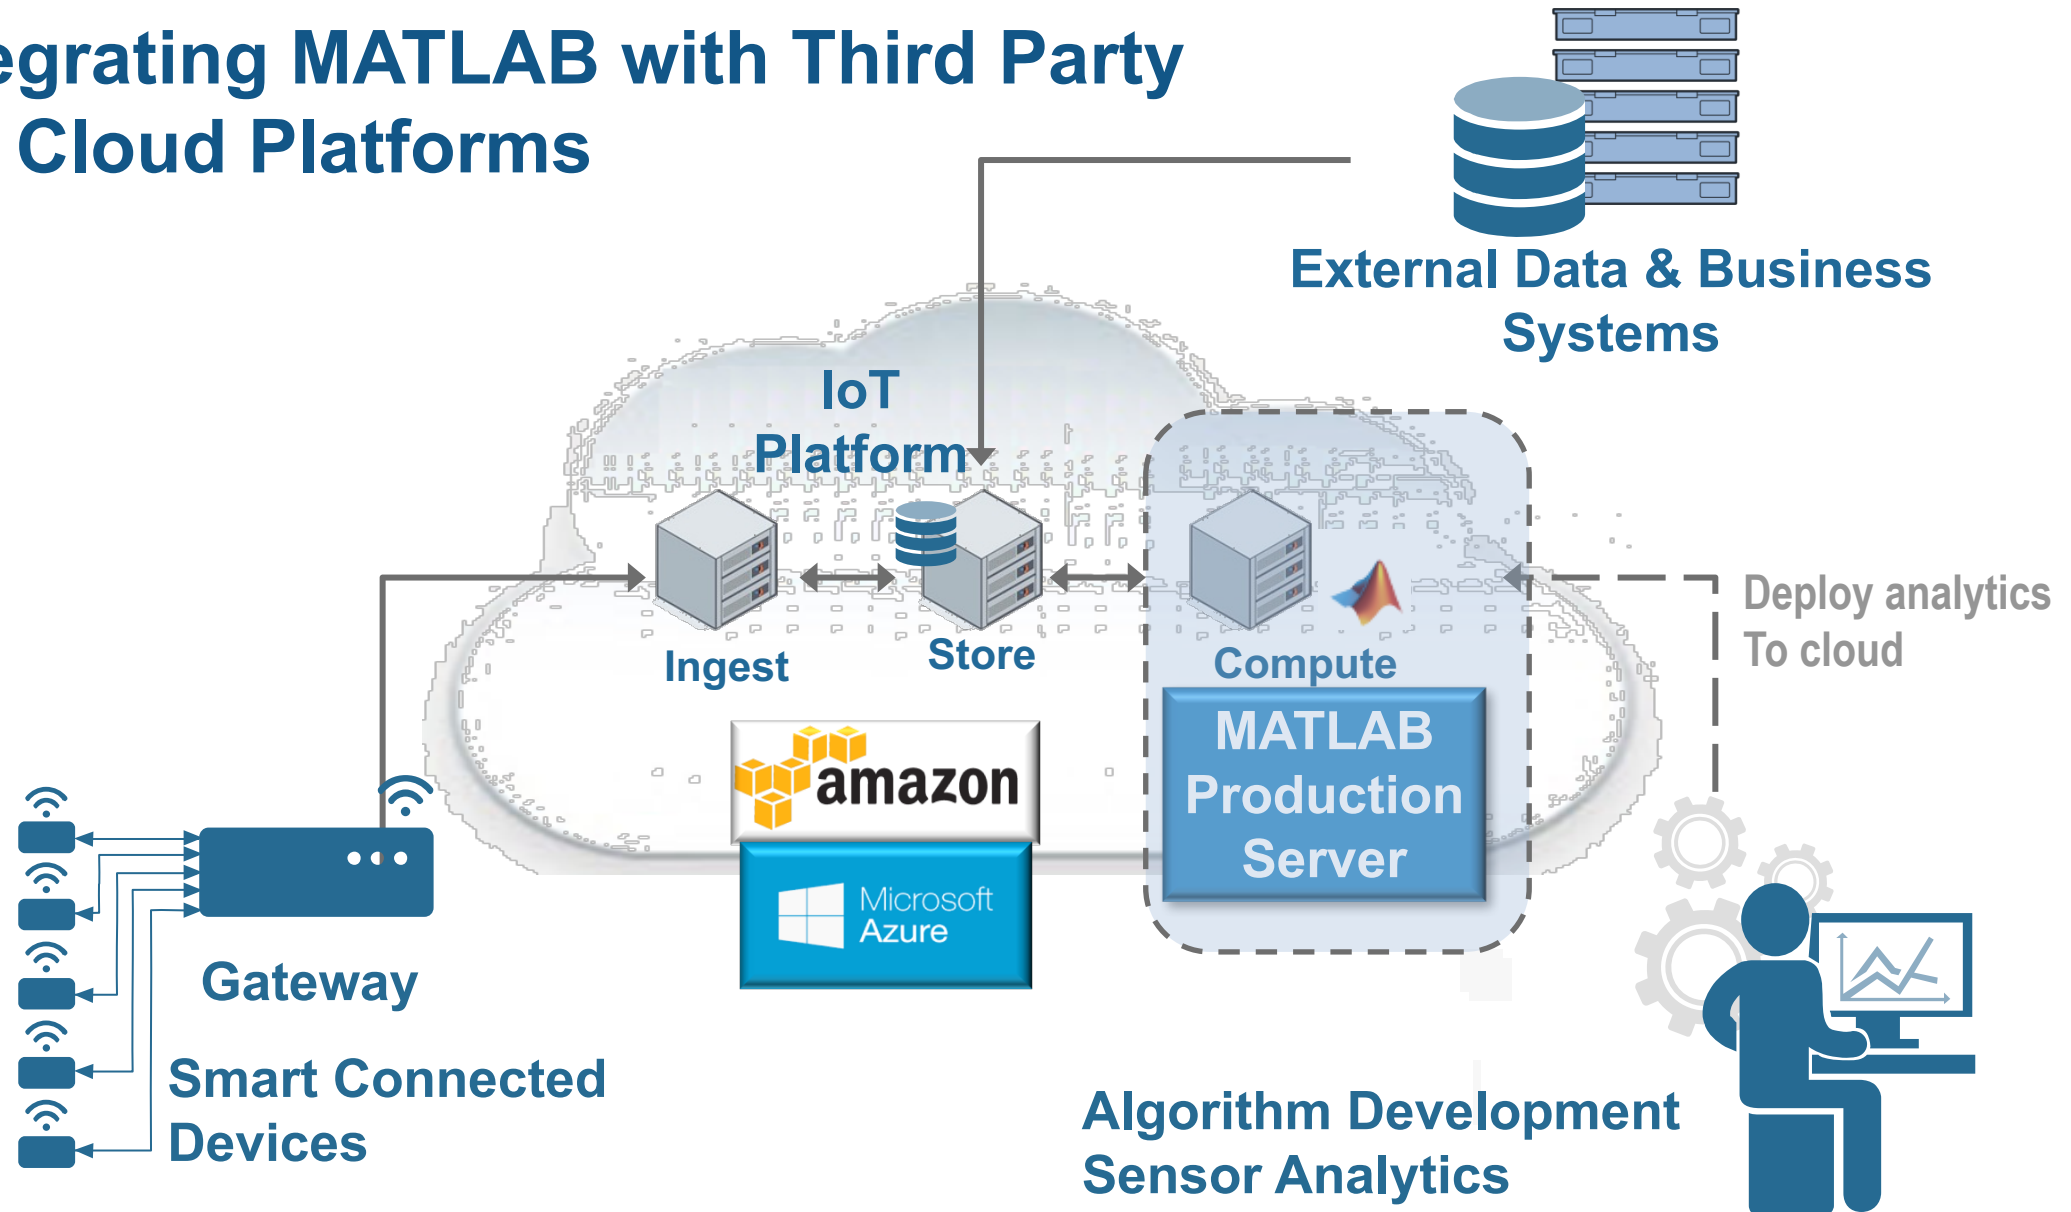 egrating MATLAB with Third Party
Cloud Platforms
External Data & Business
Systems
IoT
Platform
Ingest
Store
Compute
Deploy analytics
To cloud
MATLAB
Production
Server
amazon
Microsoft
Azure
Gateway
Smart Connected
Devices
Algorithm Development
Sensor Analytics